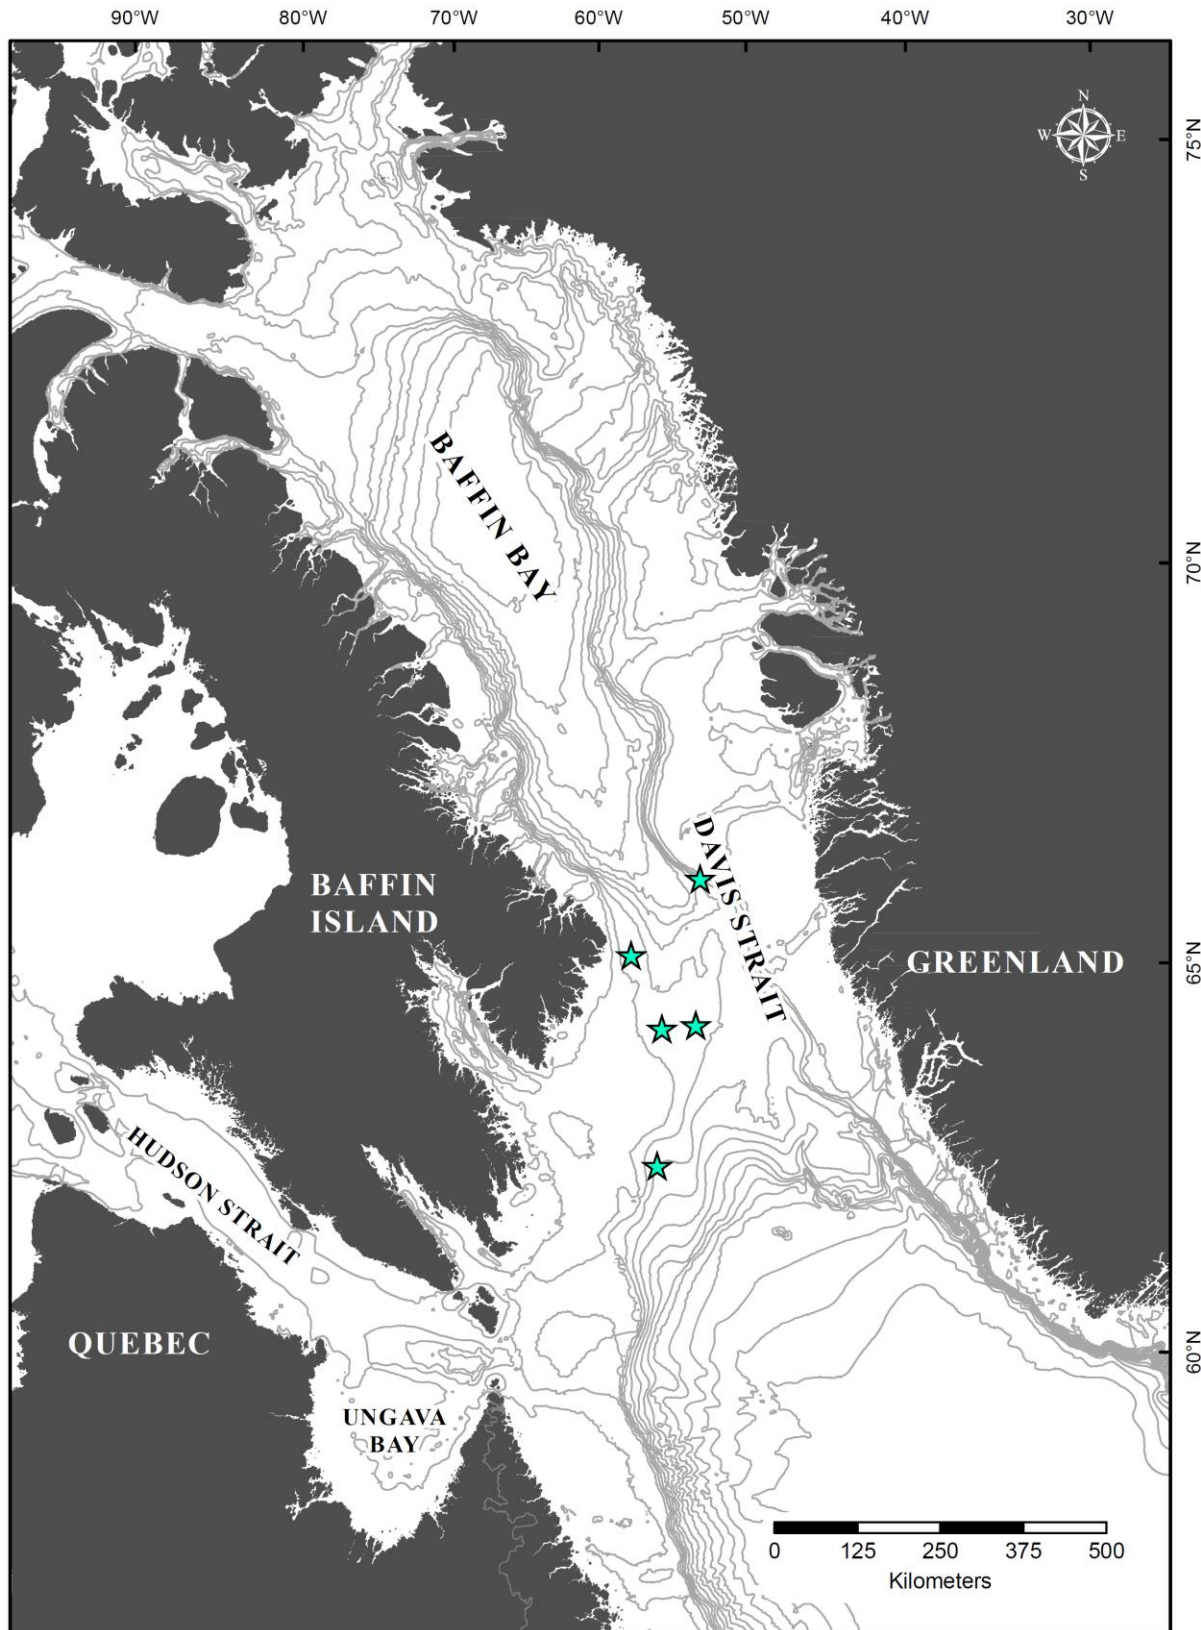 90°W 80°W 70°W 60°W 50°W 40°W 30°W
N
W E
S
75°N
BAFFIN BAY
70°N
DAVIS STRAIT
BAFFIN
ISLAND
GREENLAND
65°N
HUDSON STRAIT
QUEBEC
60°N
UNGAVA
BAY
0 125 250 375 500
Kilometers